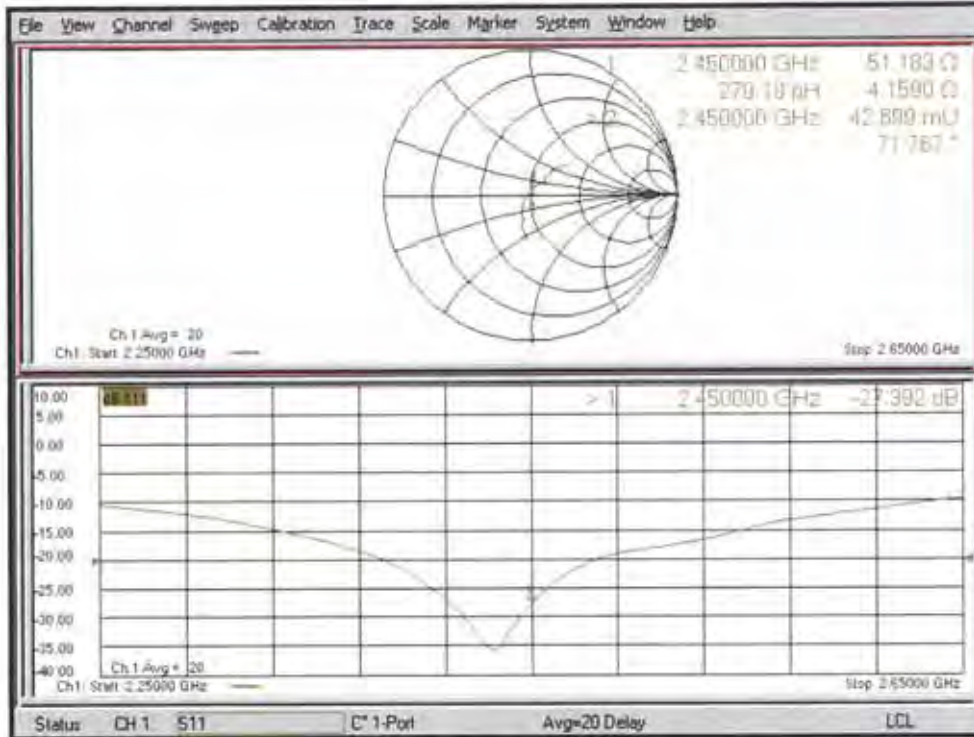 File View Channel Sweep Calibration Trace Scale Marker System Window Help
1 2.450000 GHz 51.183 Ω
270.18 pH 4.1590 Ω
2.450000 GHz 42.699 mU
71.767 °
Ch 1 Avg = 20
Ch1: Start 2.25000 GHz
Stop 2.65000 GHz
10.00
> 1 2.450000 GHz -27.392 dB
5.00
0.00
-5.00
-10.00
-15.00
-20.00
-25.00
-30.00
-35.00
-40.00
Ch 1 Avg = 20
Ch1: Start 2.25000 GHz
Stop 2.65000 GHz
Status CH 1: S11 C* 1-Port Avg=20 Delay LCL